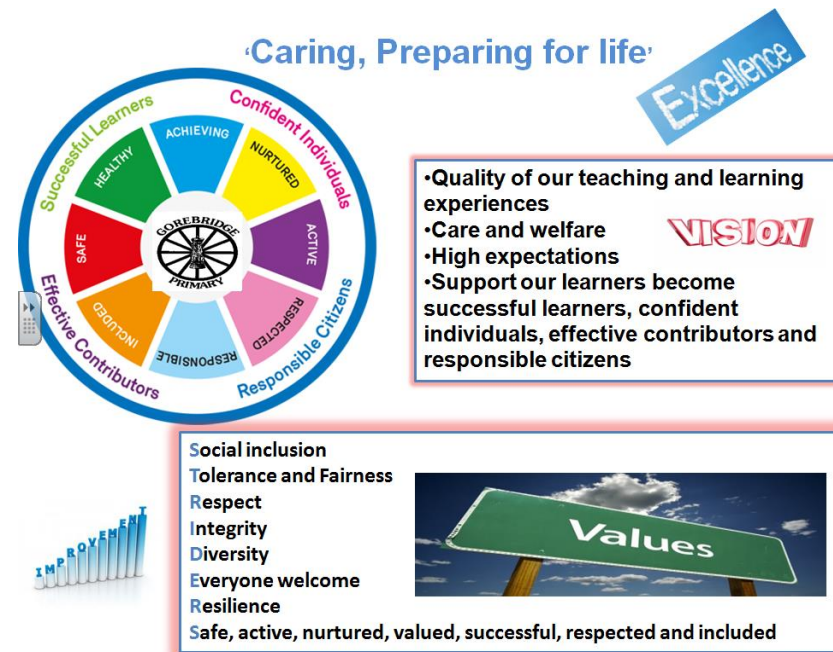 ‘Caring, Preparing for life’
Excellence
Successful Learners
Confident Individuals
Effective Contributors
Responsible Citizens
ACHIEVING
NURTURED
ACTIVE
RESPECTED
RESPONSIBLE
INCLUDED
SAFE
HEALTHY
GOREBRIDGE
PRIMARY
•Quality of our teaching and learning
experiences
•Care and welfare
•High expectations
•Support our learners become
successful learners, confident
individuals, effective contributors and
responsible citizens
VISION
Social inclusion
Tolerance and Fairness
Respect
Integrity
Diversity
Everyone welcome
Resilience
Safe, active, nurtured, valued, successful, respected and included
Values
IMPROVEMENT